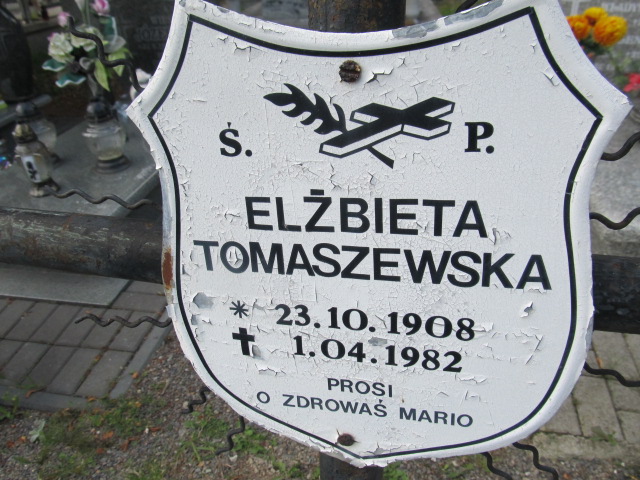 Ś. P.
ELŻBIETA
TOMASZEWSKA
* 23.10.1908
✝ 1.04.1982
PROSI
O ZDROWAŚ MARIO